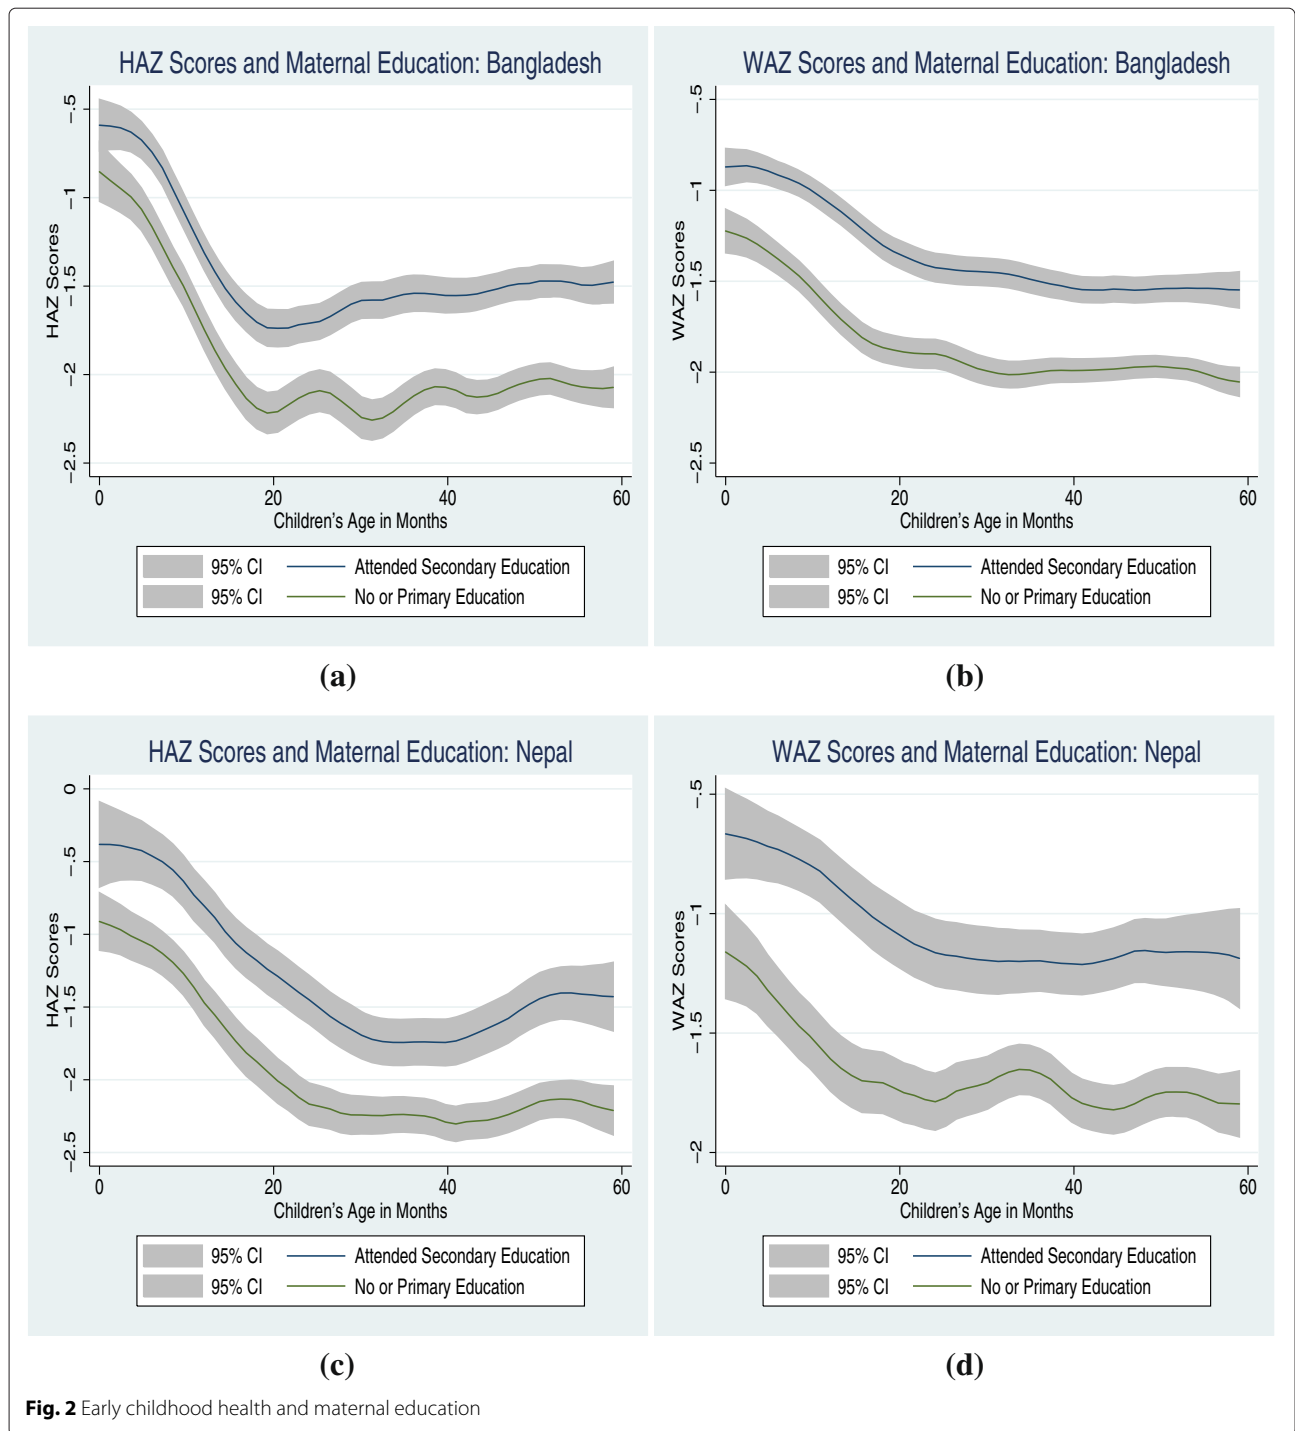 HAZ Scores and Maternal Education: Bangladesh
HAZ Scores
-.5
-1
-1.5
-2
-2.5
0 20 40 60
Children's Age in Months
95% CI Attended Secondary Education
95% CI No or Primary Education
(a)
WAZ Scores and Maternal Education: Bangladesh
WAZ Scores
-.5
-1
-1.5
-2
-2.5
0 20 40 60
Children's Age in Months
95% CI Attended Secondary Education
95% CI No or Primary Education
(b)
HAZ Scores and Maternal Education: Nepal
HAZ Scores
0
-.5
-1
-1.5
-2
-2.5
0 20 40 60
Children's Age in Months
95% CI Attended Secondary Education
95% CI No or Primary Education
(c)
WAZ Scores and Maternal Education: Nepal
WAZ Scores
-.5
-1
-1.5
-2
0 20 40 60
Children's Age in Months
95% CI Attended Secondary Education
95% CI No or Primary Education
(d)
Fig. 2 Early childhood health and maternal education